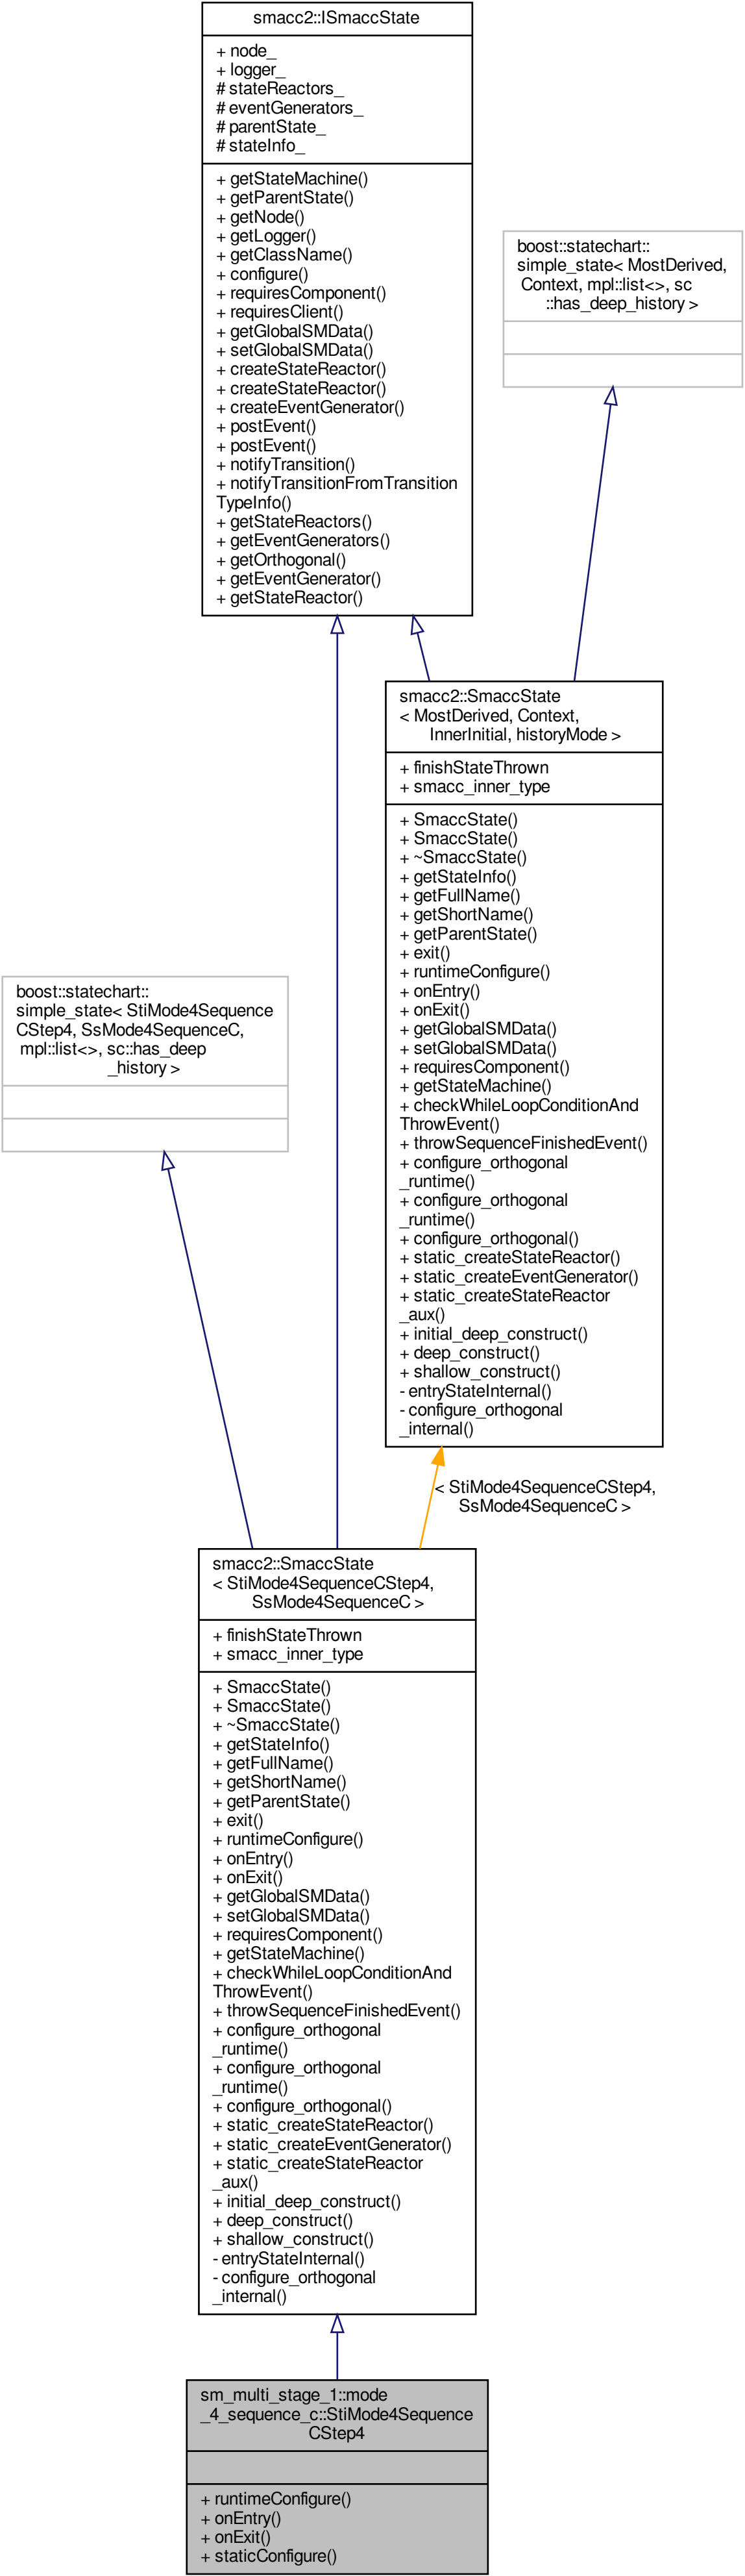 smacc2::ISmaccState
+ node_
+ logger_
# stateReactors_
# eventGenerators_
# parentState_
# stateInfo_
+ getStateMachine()
+ getParentState()
+ getNode()
+ getLogger()
+ getClassName()
+ configure()
+ requiresComponent()
+ requiresClient()
+ getGlobalSMData()
+ setGlobalSMData()
+ createStateReactor()
+ createStateReactor()
+ createEventGenerator()
+ postEvent()
+ postEvent()
+ notifyTransition()
+ notifyTransitionFromTransition
TypeInfo()
+ getStateReactors()
+ getEventGenerators()
+ getOrthogonal()
+ getEventGenerator()
+ getStateReactor()
boost::statechart::
simple_state< MostDerived,
Context, mpl::list<>, sc
::has_deep_history >
smacc2::SmaccState
< MostDerived, Context,
InnerInitial, historyMode >
+ finishStateThrown
+ smacc_inner_type
+ SmaccState()
+ SmaccState()
+ ~SmaccState()
+ getStateInfo()
+ getFullName()
+ getShortName()
+ getParentState()
+ exit()
+ runtimeConfigure()
+ onEntry()
+ onExit()
+ getGlobalSMData()
+ setGlobalSMData()
+ requiresComponent()
+ getStateMachine()
+ checkWhileLoopConditionAnd
ThrowEvent()
+ throwSequenceFinishedEvent()
+ configure_orthogonal
_runtime()
+ configure_orthogonal
_runtime()
+ configure_orthogonal()
+ static_createStateReactor()
+ static_createEventGenerator()
+ static_createStateReactor
_aux()
+ initial_deep_construct()
+ deep_construct()
+ shallow_construct()
- entryStateInternal()
- configure_orthogonal
_internal()
boost::statechart::
simple_state< StiMode4Sequence
CStep4, SsMode4SequenceC,
mpl::list<>, sc::has_deep
_history >
< StiMode4SequenceCStep4,
SsMode4SequenceC >
smacc2::SmaccState
< StiMode4SequenceCStep4,
SsMode4SequenceC >
+ finishStateThrown
+ smacc_inner_type
+ SmaccState()
+ SmaccState()
+ ~SmaccState()
+ getStateInfo()
+ getFullName()
+ getShortName()
+ getParentState()
+ exit()
+ runtimeConfigure()
+ onEntry()
+ onExit()
+ getGlobalSMData()
+ setGlobalSMData()
+ requiresComponent()
+ getStateMachine()
+ checkWhileLoopConditionAnd
ThrowEvent()
+ throwSequenceFinishedEvent()
+ configure_orthogonal
_runtime()
+ configure_orthogonal
_runtime()
+ configure_orthogonal()
+ static_createStateReactor()
+ static_createEventGenerator()
+ static_createStateReactor
_aux()
+ initial_deep_construct()
+ deep_construct()
+ shallow_construct()
- entryStateInternal()
- configure_orthogonal
_internal()
sm_multi_stage_1::mode
_4_sequence_c::StiMode4Sequence
CStep4
+ runtimeConfigure()
+ onEntry()
+ onExit()
+ staticConfigure()